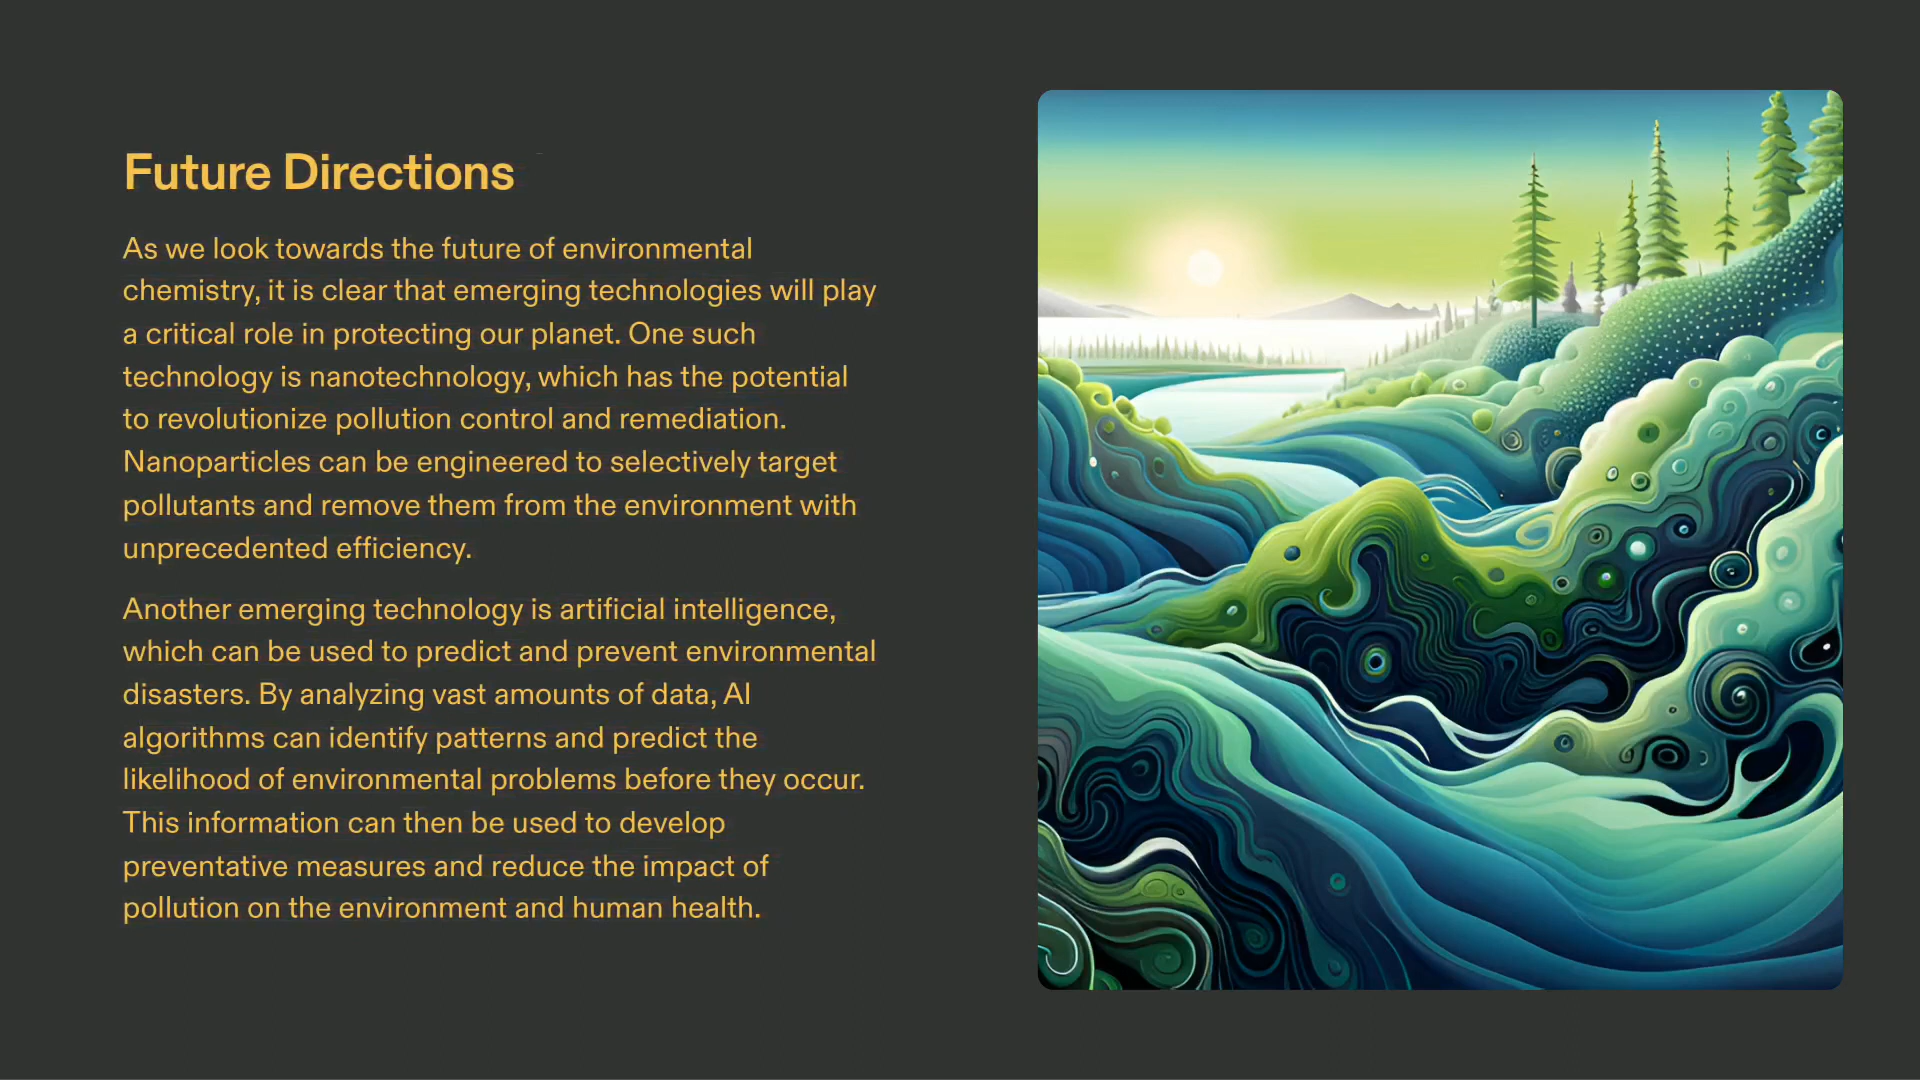 Future Directions
As we look towards the future of environmental
chemistry, it is clear that emerging technologies will play
a critical role in protecting our planet. One such
technology is nanotechnology, which has the potential
to revolutionize pollution control and remediation.
Nanoparticles can be engineered to selectively target
pollutants and remove them from the environment with
unprecedented efficiency.
Another emerging technology is artificial intelligence,
which can be used to predict and prevent environmental
disasters. By analyzing vast amounts of data, AI
algorithms can identify patterns and predict the
likelihood of environmental problems before they occur.
This information can then be used to develop
preventative measures and reduce the impact of
pollution on the environment and human health.